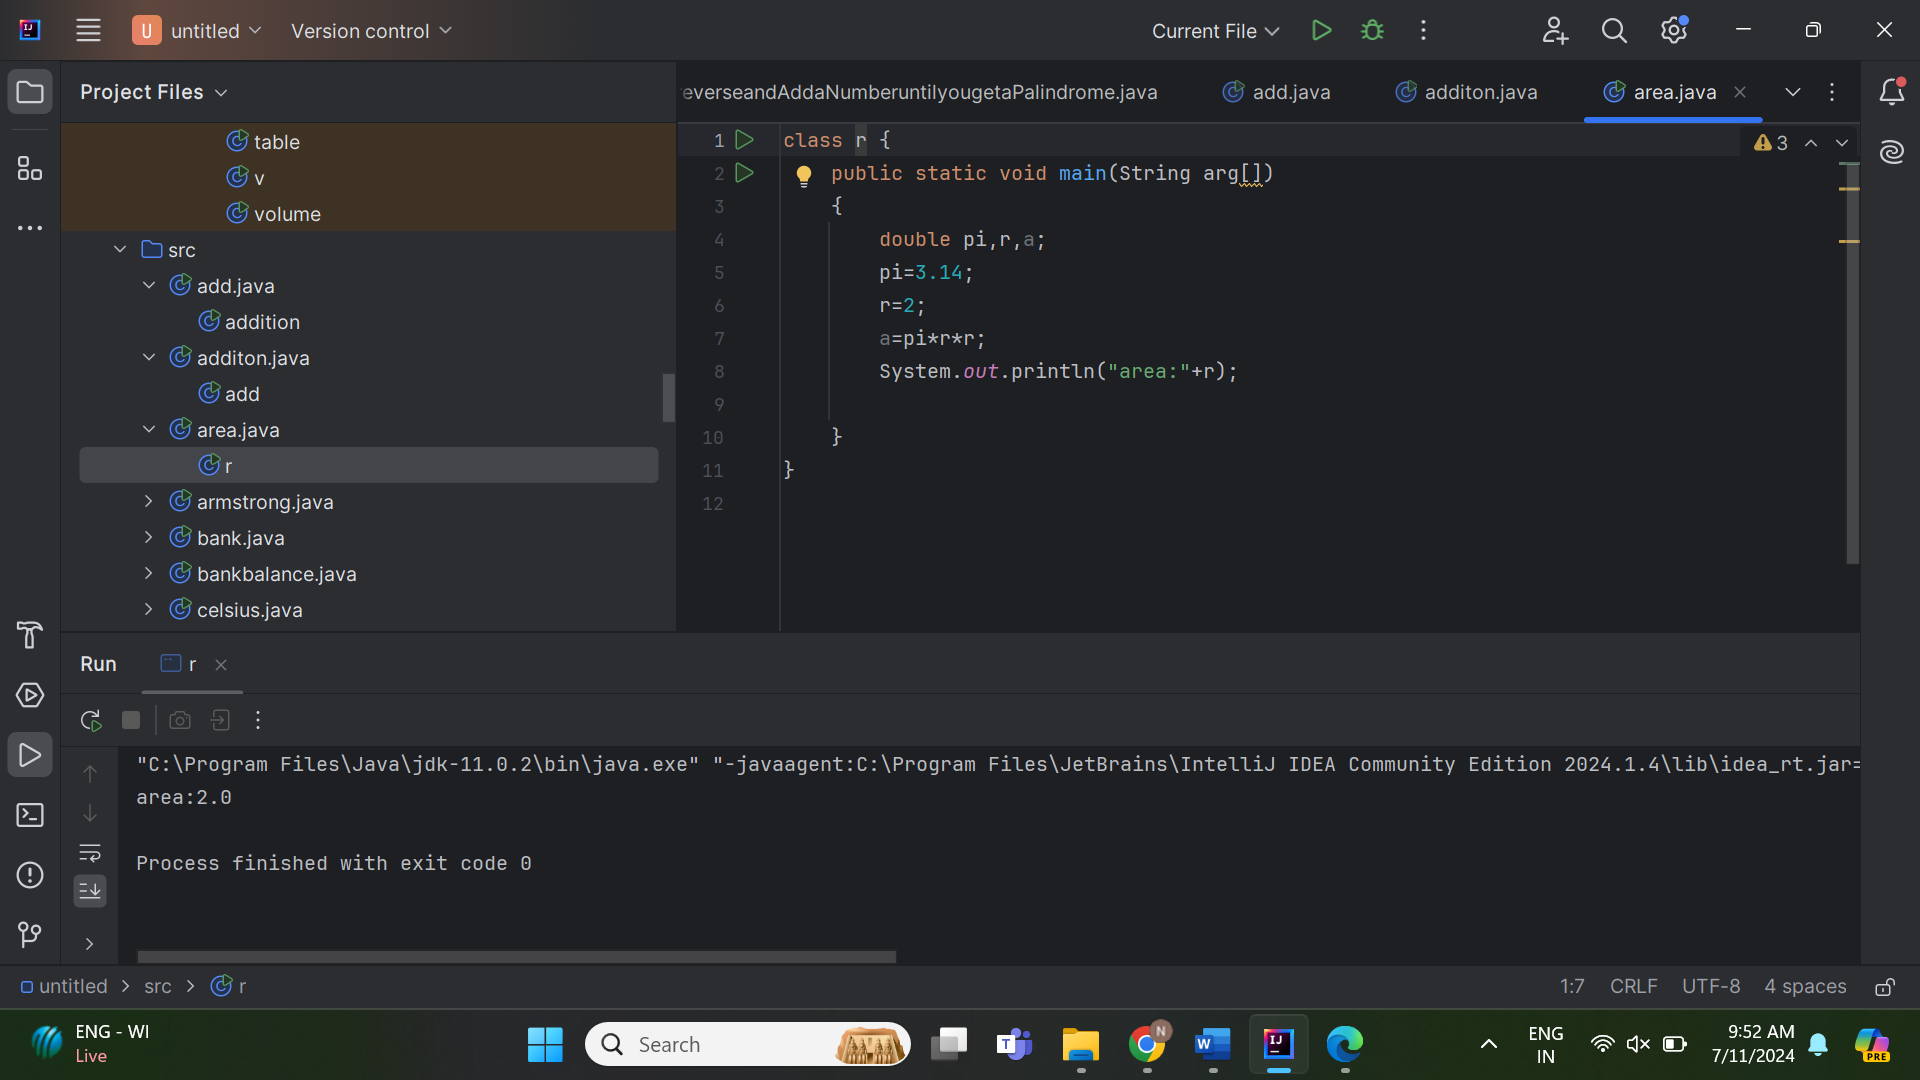 U untitled Version control Current File
Project Files
everseandAddaNumberuntilyougetaPalindrome.java add.java additon.java area.java
table
v
volume
src
add.java
addition
additon.java
add
area.java
r
armstrong.java
bank.java
bankbalance.java
celsius.java
1 class r { 3
2 public static void main(String arg[])
3 {
4 double pi,r,a;
5 pi=3.14;
6 r=2;
7 a=pi*r*r;
8 System.out.println("area:"+r);
9
10 }
11 }
12
Run r
"C:\Program Files\Java\jdk-11.0.2\bin\java.exe" "-javaagent:C:\Program Files\JetBrains\IntelliJ IDEA Community Edition 2024.1.4\lib\idea_rt.jar=
area:2.0
Process finished with exit code 0
untitled > src > r 1:7 CRLF UTF-8 4 spaces
ENG - WI
Live
Search
ENG
IN
9:52 AM
7/11/2024
PRE